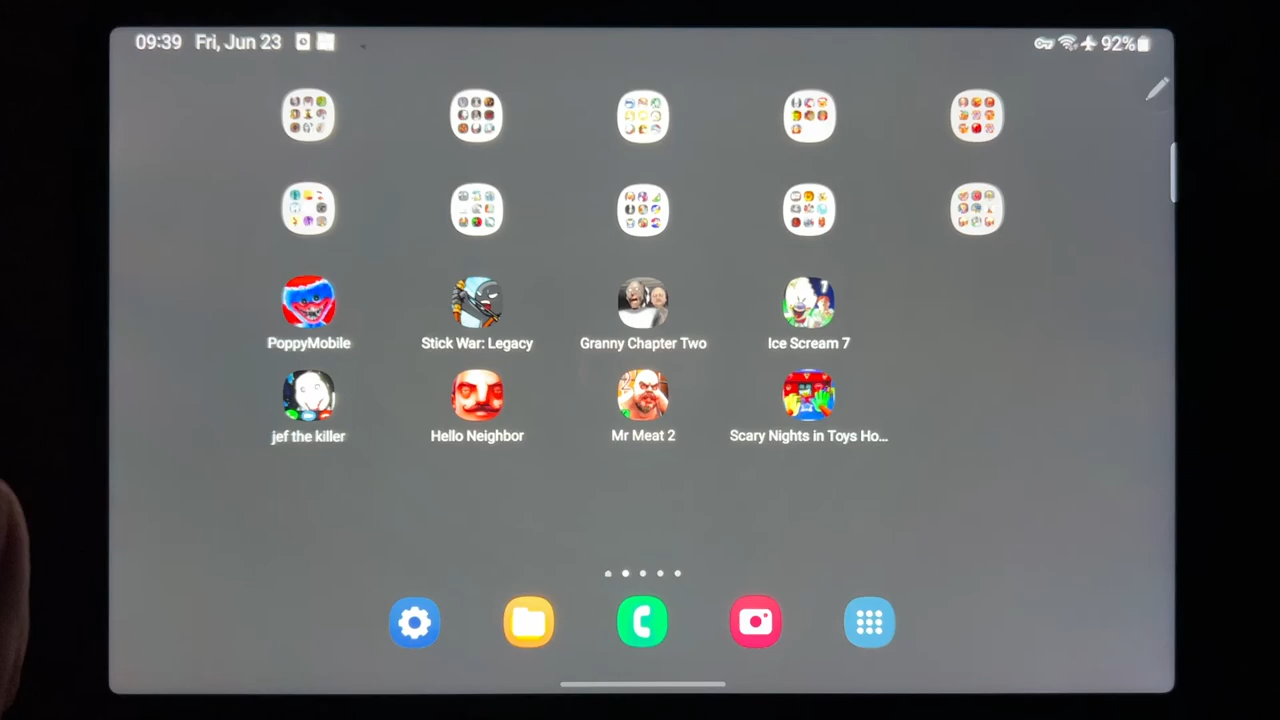 09:39 Fri, Jun 23
92%
PoppyMobile
Stick War: Legacy
Granny Chapter Two
Ice Scream 7
7
jef the killer
Hello Neighbor
Mr Meat 2
Scary Nights in Toys Ho...